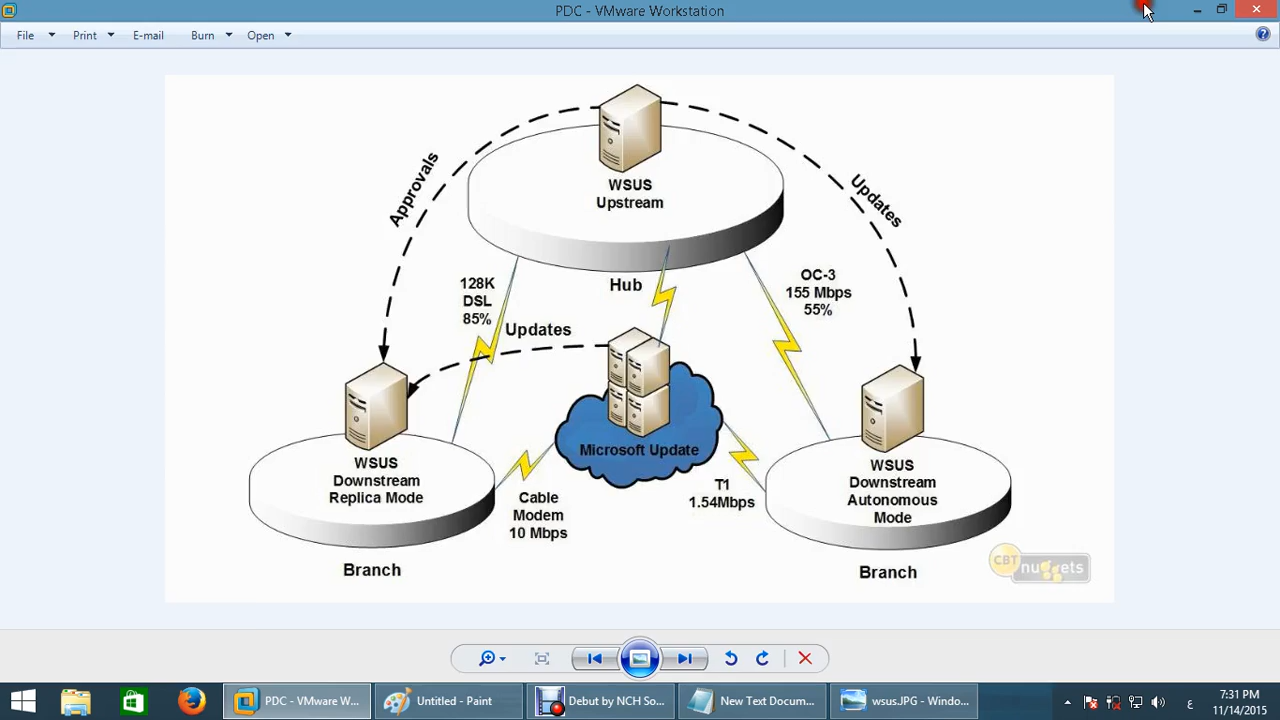 PDC - VMware Workstation
File Print E-mail Burn Open
WSUS
Upstream
Approvals
Updates
Hub
128K
DSL
85%
OC-3
155 Mbps
55%
Updates
Microsoft Update
WSUS
Downstream
Replica Mode
Cable
Modem
10 Mbps
T1
1.54Mbps
WSUS
Downstream
Autonomous
Mode
Branch
Branch
CBT
nuggets
PDC - VMware W...
Untitled - Paint
Debut by NCH So...
New Text Docum...
wsus.JPG - Windo...
ع
7:31 PM
11/14/2015